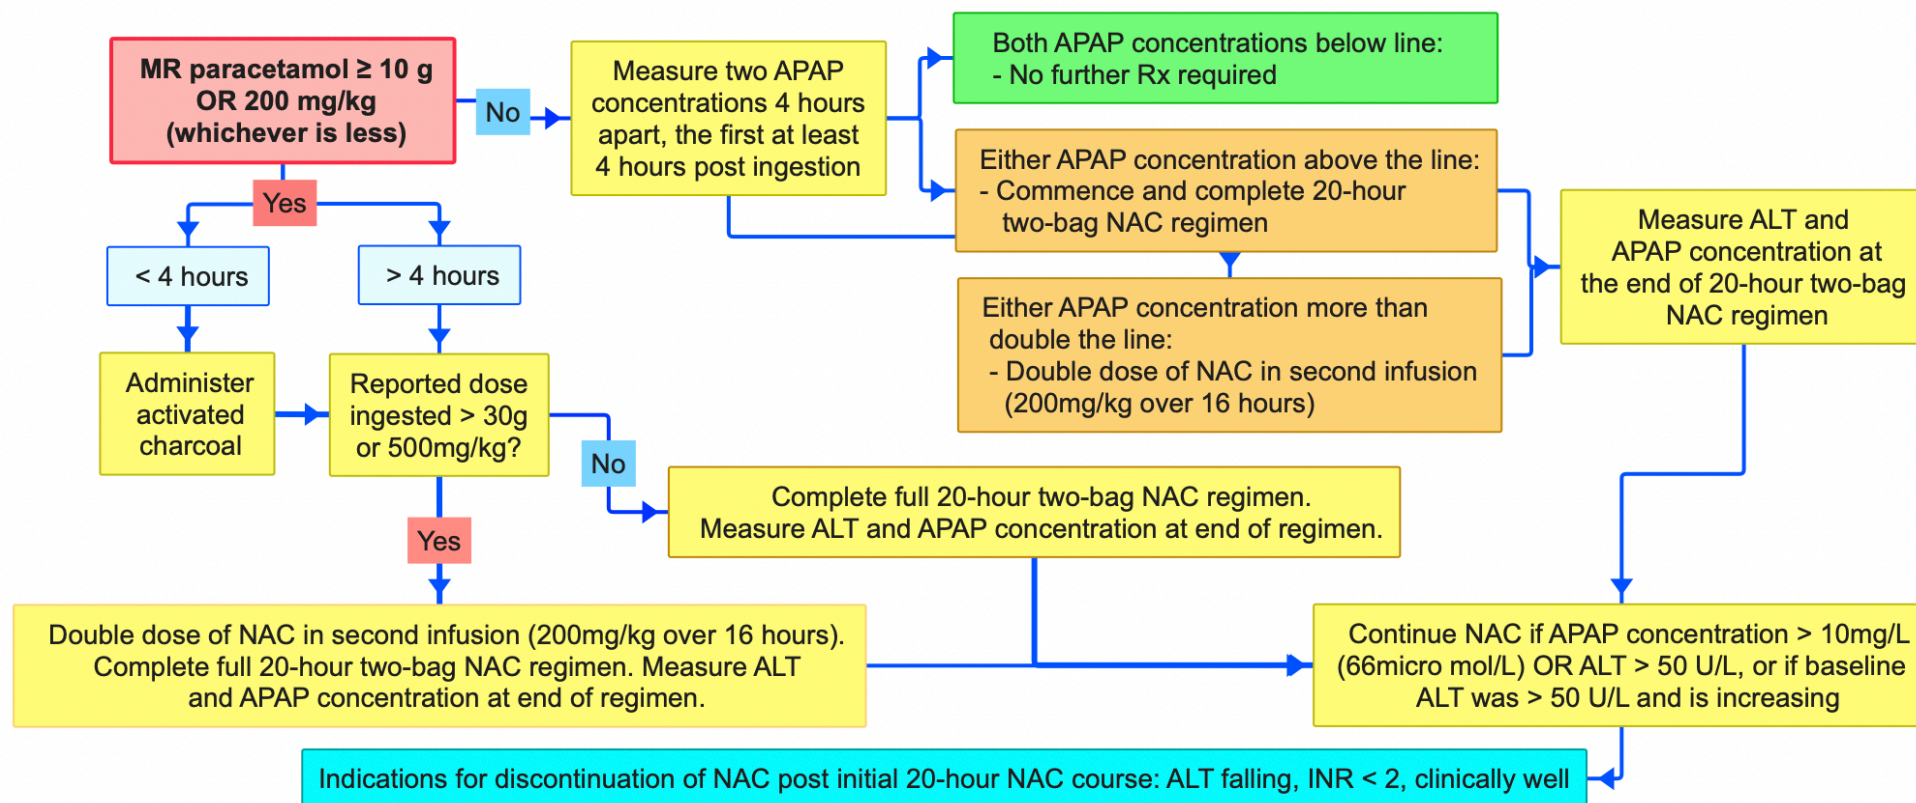 MR paracetamol ≥ 10 g
OR 200 mg/kg
(whichever is less)
No
Measure two APAP
concentrations 4 hours
apart, the first at least
4 hours post ingestion
Both APAP concentrations below line:
- No further Rx required
Either APAP concentration above the line:
- Commence and complete 20-hour
two-bag NAC regimen
Either APAP concentration more than
double the line:
- Double dose of NAC in second infusion
(200mg/kg over 16 hours)
Measure ALT and
APAP concentration at
the end of 20-hour two-bag
NAC regimen
Yes
< 4 hours
> 4 hours
Administer
activated
charcoal
Reported dose
ingested > 30g
or 500mg/kg?
No
Complete full 20-hour two-bag NAC regimen.
Measure ALT and APAP concentration at end of regimen.
Yes
Double dose of NAC in second infusion (200mg/kg over 16 hours).
Complete full 20-hour two-bag NAC regimen. Measure ALT
and APAP concentration at end of regimen.
Continue NAC if APAP concentration > 10mg/L
(66micro mol/L) OR ALT > 50 U/L, or if baseline
ALT was > 50 U/L and is increasing
Indications for discontinuation of NAC post initial 20-hour NAC course: ALT falling, INR < 2, clinically well